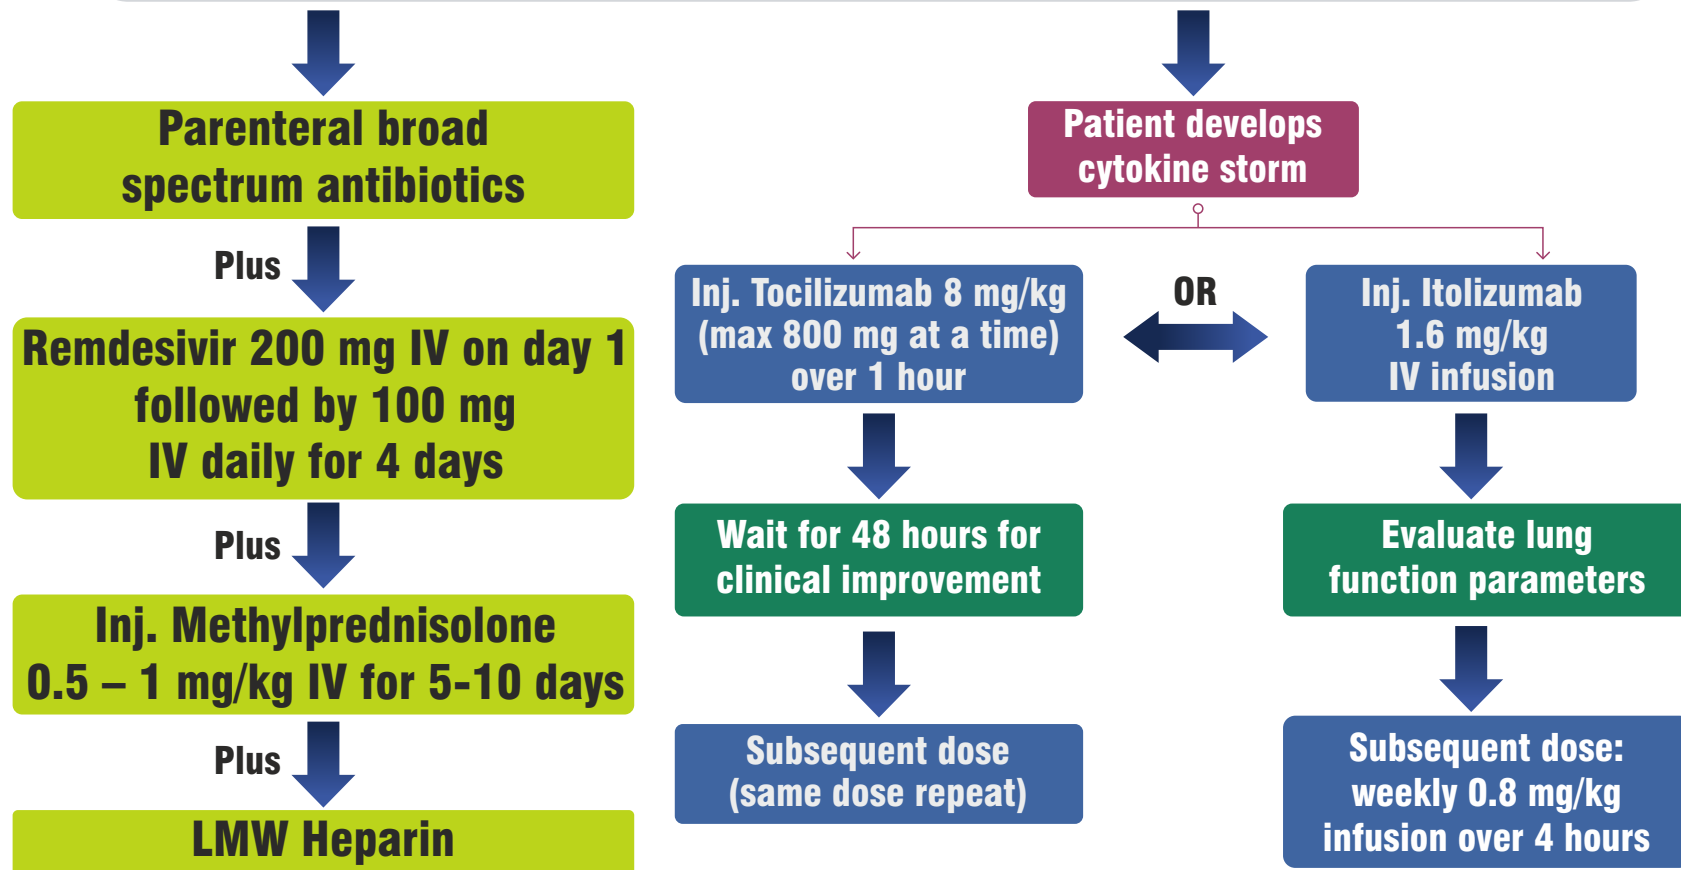 Parenteral broad
spectrum antibiotics
Plus
Remdesivir 200 mg IV on day 1
followed by 100 mg
IV daily for 4 days
Plus
Inj. Methylprednisolone
0.5 – 1 mg/kg IV for 5-10 days
Plus
LMW Heparin
Patient develops
cytokine storm
Inj. Tocilizumab 8 mg/kg
(max 800 mg at a time)
over 1 hour
OR
Inj. Itolizumab
1.6 mg/kg
IV infusion
Wait for 48 hours for
clinical improvement
Evaluate lung
function parameters
Subsequent dose
(same dose repeat)
Subsequent dose:
weekly 0.8 mg/kg
infusion over 4 hours